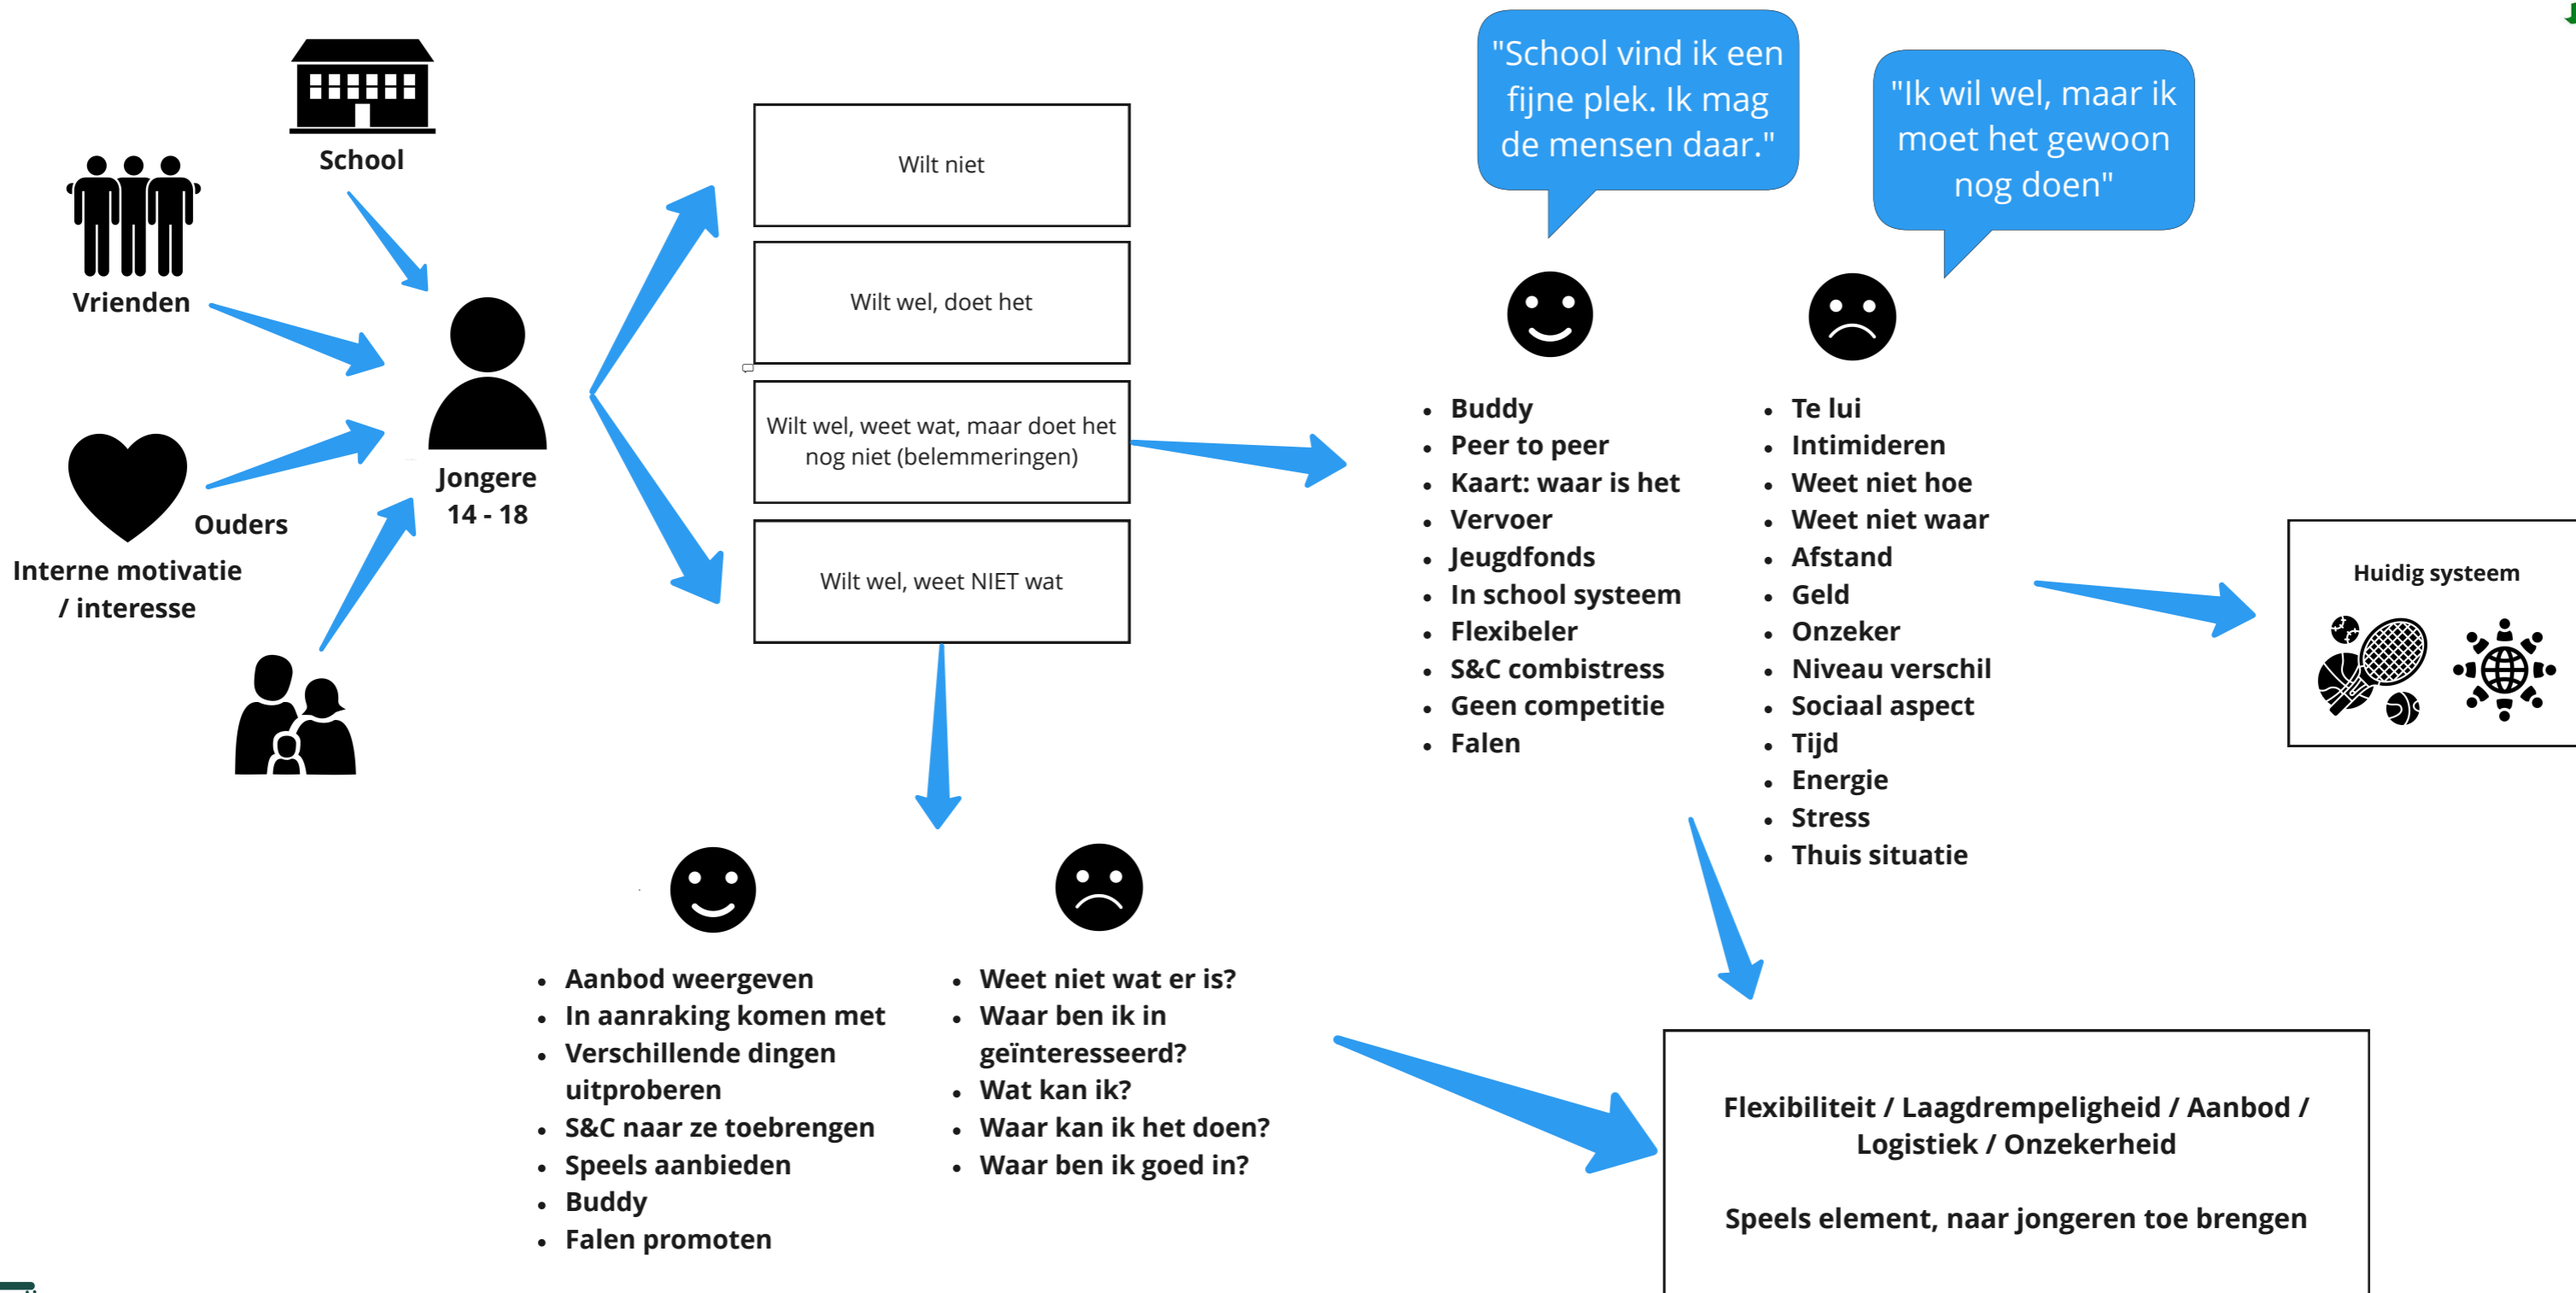 School
Vrienden
Ouders
Interne motivatie
/ interesse
Jongere
14 - 18
Wilt niet
Wilt wel, doet het
Wilt wel, weet wat, maar doet het
nog niet (belemmeringen)
Wilt wel, weet NIET wat
"School vind ik een
fijne plek. Ik mag
de mensen daar."
"Ik wil wel, maar ik
moet het gewoon
nog doen"
• Buddy
• Peer to peer
• Kaart: waar is het
• Vervoer
• Jeugdfonds
• In school systeem
• Flexibeler
• S&C combistress
• Geen competitie
• Falen
• Te lui
• Intimideren
• Weet niet hoe
• Weet niet waar
• Afstand
• Geld
• Onzeker
• Niveau verschil
• Sociaal aspect
• Tijd
• Energie
• Stress
• Thuis situatie
Huidig systeem
• Aanbod weergeven
• In aanraking komen met
• Verschillende dingen
uitproberen
• S&C naar ze toebrengen
• Speels aanbieden
• Buddy
• Falen promoten
• Weet niet wat er is?
• Waar ben ik in
geïnteresseerd?
• Wat kan ik?
• Waar kan ik het doen?
• Waar ben ik goed in?
Flexibiliteit / Laagdrempeligheid / Aanbod /
Logistiek / Onzekerheid
Speels element, naar jongeren toe brengen